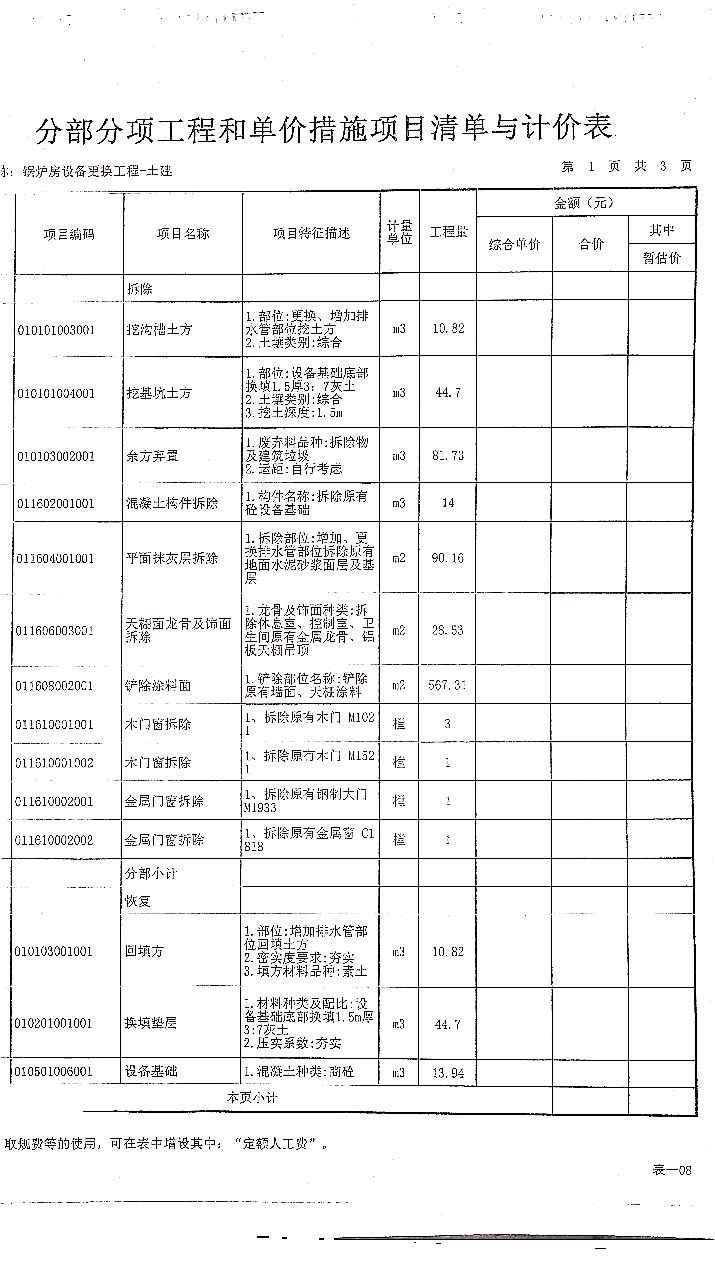 分部分项工程和单价措施项目清单与计价表
称: 锅炉房设备更换工程-土建
第 1 页 共 3 页
项目编码 项目名称 项目特征描述 计量单位 工程量 金额（元）
综合单价 合价 其中
暂估价
拆除
010101003001 挖沟槽土方 1.部位:更换、增加排
水管部位挖土方
2.土壤类别:综合 m3 10.82
010101004001 挖基坑土方 1.部位:设备基础底部
换填1.5厚3：7灰土
2.土壤类别:综合
3.挖土深度:1.5m m3 44.7
010103002001 余方弃置 1.废弃料品种:拆除物
及建筑垃圾
2.运距:自行考虑 m3 81.73
011602001001 混凝土构件拆除 1.构件名称:拆除原有
砼设备基础 m3 14
011604001001 平面抹灰层拆除 1.拆除部位:增加、更
换排水管部位拆除原有
地面水泥砂浆面层及基
层 m2 90.16
011606003001 天棚面龙骨及饰面
拆除 1.龙骨及饰面种类:拆
除休息室、控制室、卫
生间原有金属龙骨、铝
板天棚吊顶 m2 28.53
011608002001 铲除涂料面 1.铲除部位名称:铲除
原有墙面、天棚涂料 m2 567.31
011610001001 木门窗拆除 1、拆除原有木门 M102
1 樘 3
011610001002 木门窗拆除 1、拆除原有木门 M152
1 樘 1
011610002001 金属门窗拆除 1、拆除原有钢制大门
M1933 樘 1
011610002002 金属门窗拆除 1、拆除原有金属窗 C1
818 樘 1
分部小计
恢复
010103001001 回填方 1.部位:增加排水管部
位回填土方
2.密实度要求:夯实
3.填方材料品种:素土 m3 10.82
010201001001 换填垫层 1.材料种类及配比:设
备基础底部换填1.5m厚
3:7灰土
2.压实系数:夯实 m3 44.7
010501006001 设备基础 1.混凝土种类:商砼 m3 13.94
本页小计
取规费等的使用，可在表中增设其中：“定额人工费”。
表—08